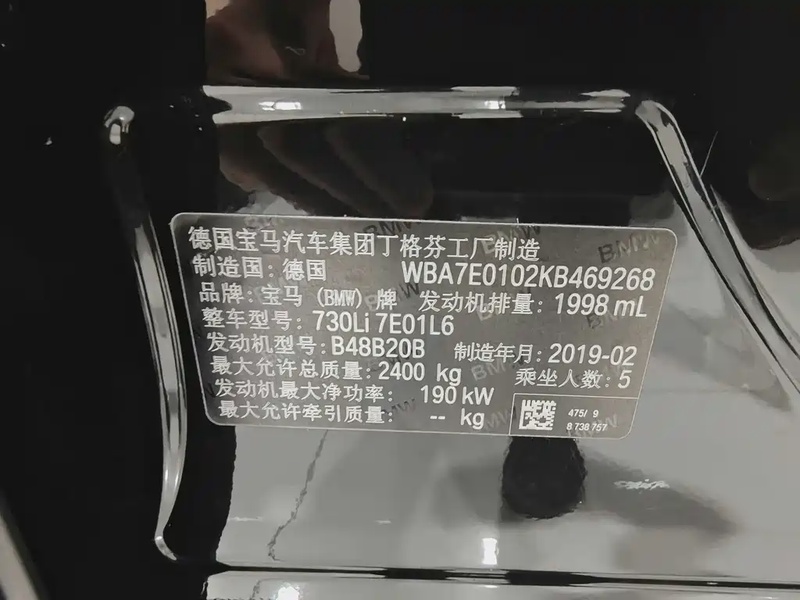 德国宝马汽车集团丁格芬工厂制造
制造国: 德国 WBA7E0102KB469268
品牌: 宝马 (BMW) 牌 发动机排量: 1998 mL
整车型号: 730Li 7E01L6
发动机型号: B48B20B 制造年月: 2019-02
最大允许总质量: 2400 kg 乘坐人数: 5
发动机最大净功率: 190 kW
最大允许牵引质量: -- kg
475/ 9
8 738 757